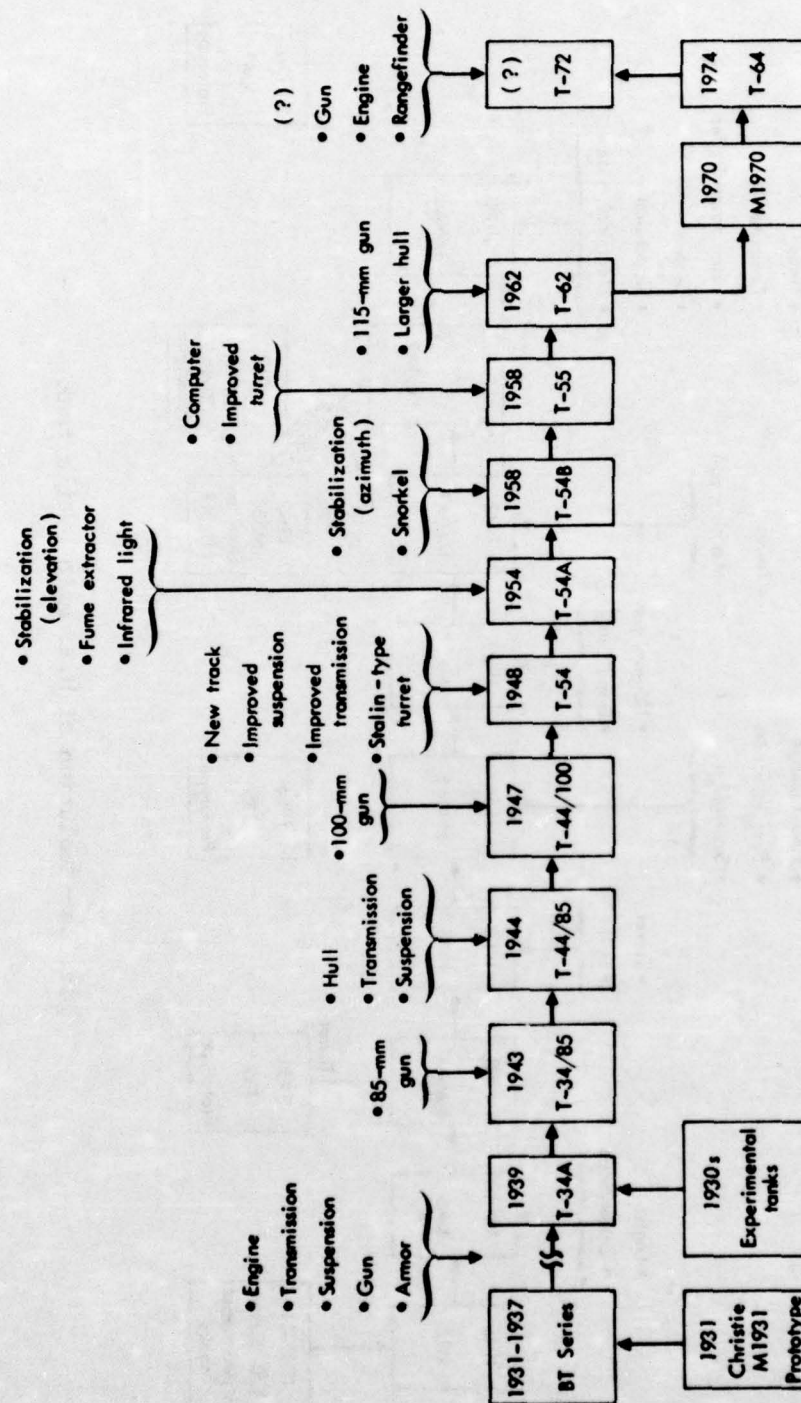 • Engine
• Transmission
• Suspension
• Gun
• Armor
1931-1937
BT Series
1931
Christie
M1931
Prototype
1939
T-34A
1930s
Experimental
tanks
• 85-mm
gun
1943
T-34/85
• Hull
• Transmission
• Suspension
1944
T-44/85
• 100-mm
gun
1947
T-44/100
• New track
• Improved
suspension
• Improved
transmission
• Stalin-type
turret
1948
T-54
• Stabilization
(elevation)
• Fume extractor
• Infrared light
1954
T-54A
• Stabilization
(azimuth)
• Snorkel
1958
T-54B
• Computer
• Improved
turret
1958
T-55
• 115-mm gun
• Larger hull
1962
T-62
1970
M1970
1974
T-64
(?)
• Gun
• Engine
• Rangefinder
(?)
T-72